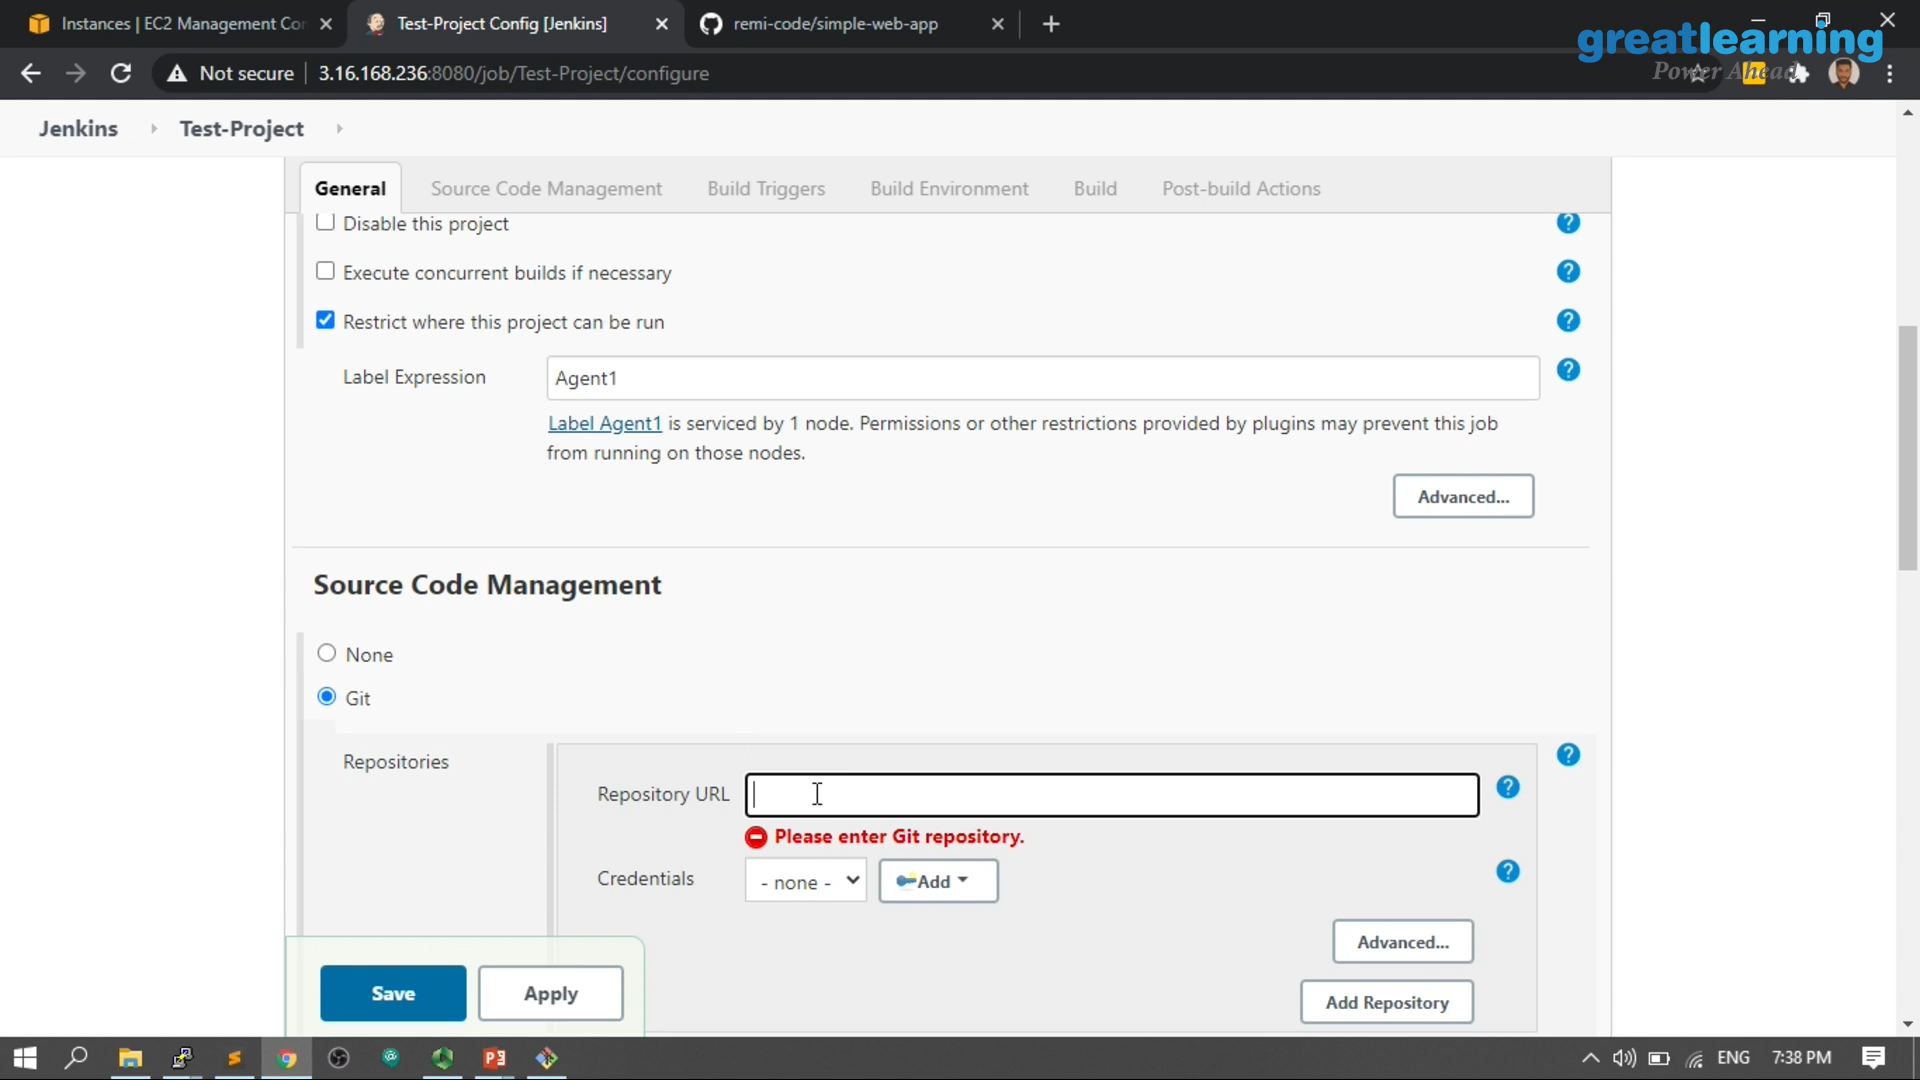 Instances | EC2 Management Con
Test-Project Config [Jenkins]
remi-code/simple-web-app
greatlearning
Power Ahead
Not secure
3.16.168.236:8080/job/Test-Project/configure
Jenkins
Test-Project
General
Source Code Management
Build Triggers
Build Environment
Build
Post-build Actions
Disable this project
Execute concurrent builds if necessary
Restrict where this project can be run
Label Expression
Agent1
Label Agent1 is serviced by 1 node. Permissions or other restrictions provided by plugins may prevent this job
from running on those nodes.
Advanced...
Source Code Management
None
Git
Repositories
Repository URL
Please enter Git repository.
Credentials
- none -
Add
Advanced...
Add Repository
Save
Apply
ENG
7:38 PM